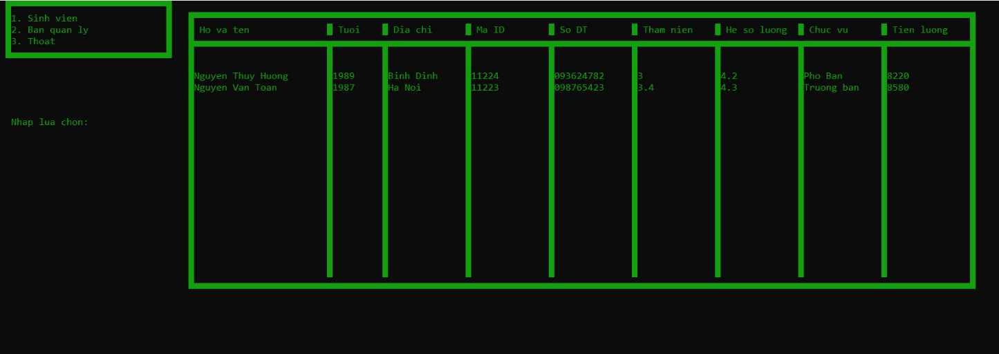 1. Sinh vien
2. Ban quan ly
3. Thoat
Nhap lua chon:
Ho va ten Tuoi Dia chi Ma ID So DT Tham nien He so luong Chuc vu Tien luong
Nguyen Thuy Huong 1989 Binh Dinh 11224 093624782 3 4.2 Pho Ban 8220
Nguyen Van Toan 1987 Ha Noi 11223 098765423 3.4 4.3 Truong ban 8580